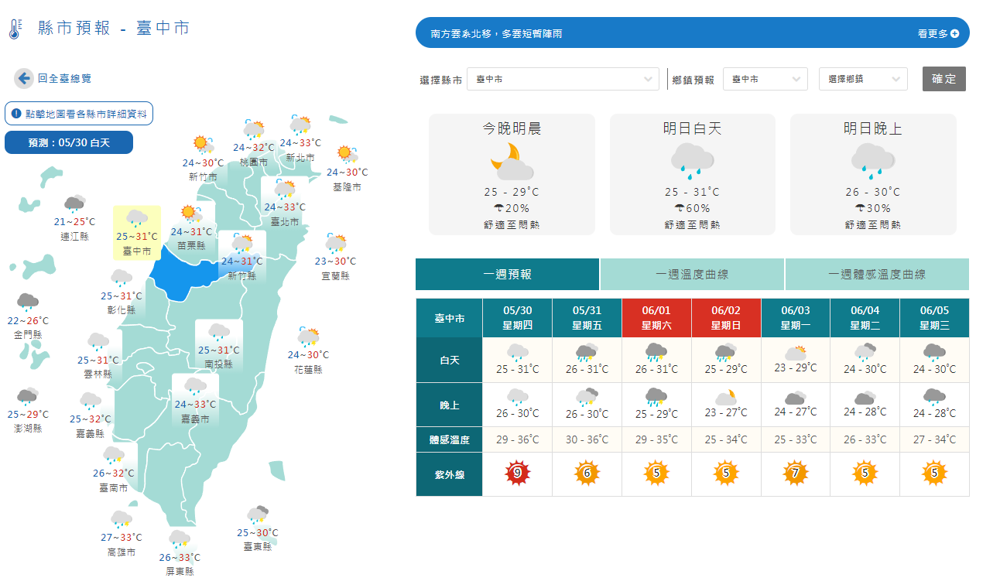 縣市預報 - 臺中市
回全臺總覽
點擊地圖看各縣市詳細資料
預測：05/30 白天
24~30°C
新竹市
24~32°C
桃園市
24~33°C
新北市
24~30°C
基隆市
21~25°C
連江縣
25~31°C
臺中市
24~31°C
苗栗縣
24~33°C
臺北市
24~31°C
新竹縣
23~30°C
宜蘭縣
25~31°C
彰化縣
22~26°C
金門縣
25~31°C
雲林縣
25~31°C
南投縣
24~30°C
花蓮縣
25~29°C
澎湖縣
25~32°C
嘉義縣
24~33°C
嘉義市
26~32°C
臺南市
27~33°C
高雄市
26~33°C
屏東縣
25~30°C
臺東縣
南方雲系北移，多雲短暫陣雨 看更多
選擇縣市 臺中市 鄉鎮預報 臺中市 選擇鄉鎮 確定
今晚明晨
25 - 29°C
20%
舒適至悶熱
明日白天
25 - 31°C
60%
舒適至悶熱
明日晚上
26 - 30°C
30%
舒適至悶熱
一週預報 一週溫度曲線 一週體感溫度曲線
臺中市 05/30 星期四 05/31 星期五 06/01 星期六 06/02 星期日 06/03 星期一 06/04 星期二 06/05 星期三
白天 25 - 31°C 26 - 31°C 26 - 31°C 25 - 29°C 23 - 29°C 24 - 30°C 24 - 30°C
晚上 26 - 30°C 26 - 30°C 25 - 29°C 23 - 27°C 24 - 27°C 24 - 28°C 24 - 28°C
體感溫度 29 - 36°C 30 - 36°C 29 - 35°C 25 - 34°C 25 - 33°C 26 - 33°C 27 - 34°C
紫外線 9 6 5 5 7 5 5